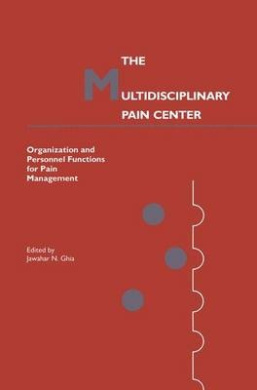 THE
MULTIDISCIPLINARY
PAIN CENTER
Organization and
Personnel Functions
for Pain
Management
Edited by
Jawahar N. Ghia